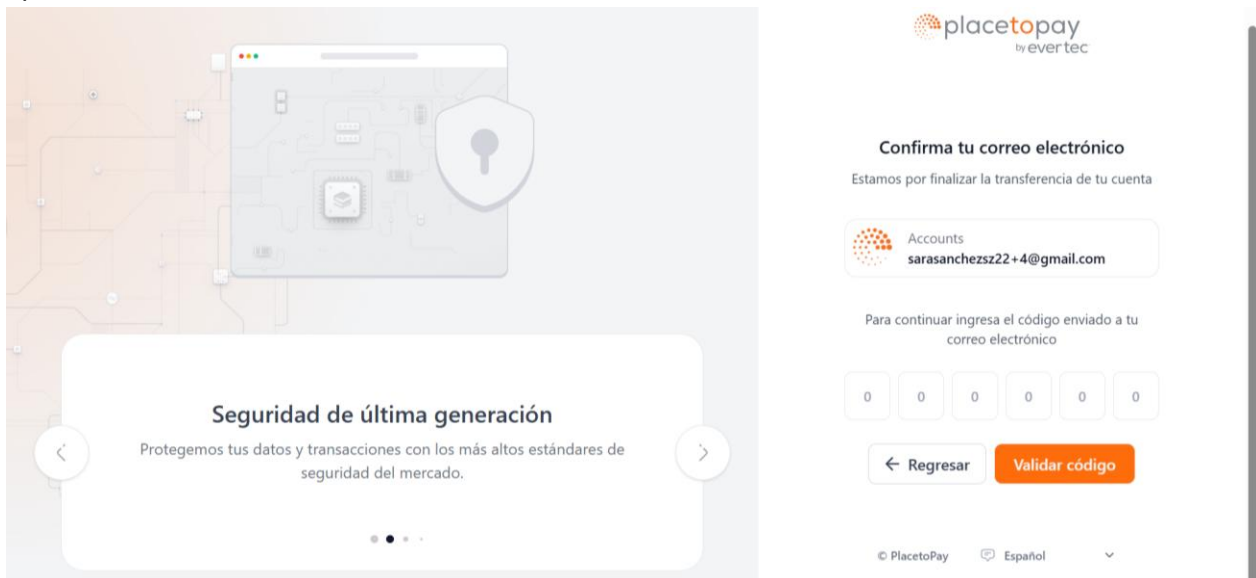 placetopay
by evertec
Confirma tu correo electrónico
Estamos por finalizar la transferencia de tu cuenta
Accounts
sarasanchezsz22+4@gmail.com
Para continuar ingresa el código enviado a tu
correo electrónico
0 0 0 0 0 0
← Regresar Validar código
© PlacetoPay Español
Seguridad de última generación
Protegemos tus datos y transacciones con los más altos estándares de
seguridad del mercado.